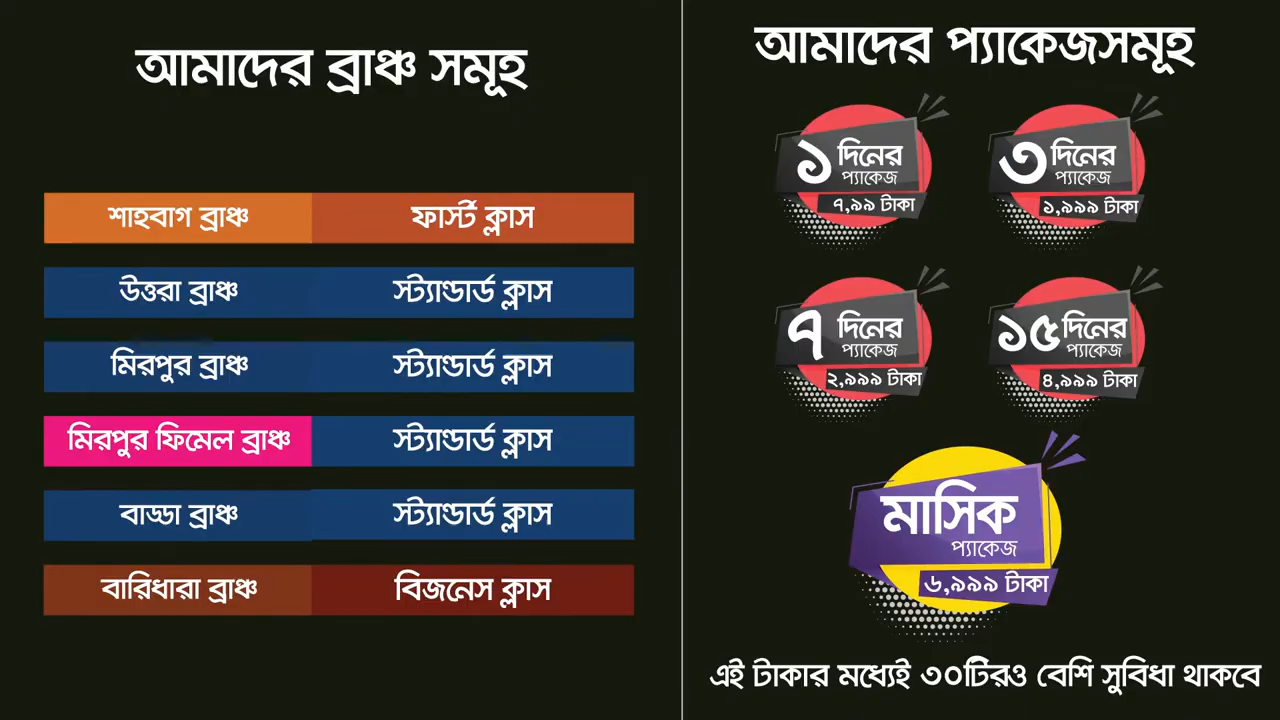 আমাদের ব্রাঞ্চ সমূহ
শাহবাগ ব্রাঞ্চ ফার্স্ট ক্লাস
উত্তরা ব্রাঞ্চ স্ট্যান্ডার্ড ক্লাস
মিরপুর ব্রাঞ্চ স্ট্যান্ডার্ড ক্লাস
মিরপুর ফিমেল ব্রাঞ্চ স্ট্যান্ডার্ড ক্লাস
বাড্ডা ব্রাঞ্চ স্ট্যান্ডার্ড ক্লাস
বারিধারা ব্রাঞ্চ বিজনেস ক্লাস
আমাদের প্যাকেজসমূহ
১ দিনের
প্যাকেজ
৭,৯৯ টাকা
৩ দিনের
প্যাকেজ
১,৯৯৯ টাকা
৭ দিনের
প্যাকেজ
২,৯৯৯ টাকা
১৫ দিনের
প্যাকেজ
৪,৯৯৯ টাকা
মাসিক
প্যাকেজ
৬,৯৯৯ টাকা
এই টাকার মধ্যেই ৩০টিরও বেশি সুবিধা থাকবে